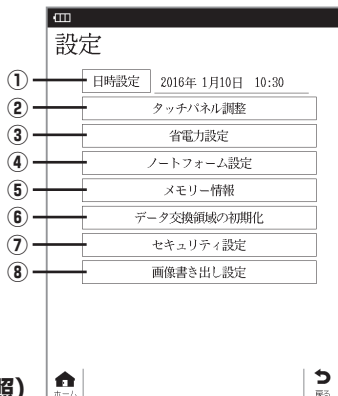 設定
① 日時設定 2016年 1月10日 10:30
② タッチパネル調整
③ 省電力設定
④ ノートフォーム設定
⑤ メモリー情報
⑥ データ交換領域の初期化
⑦ セキュリティ設定
⑧ 画像書き出し設定
照)
ホーム 戻る